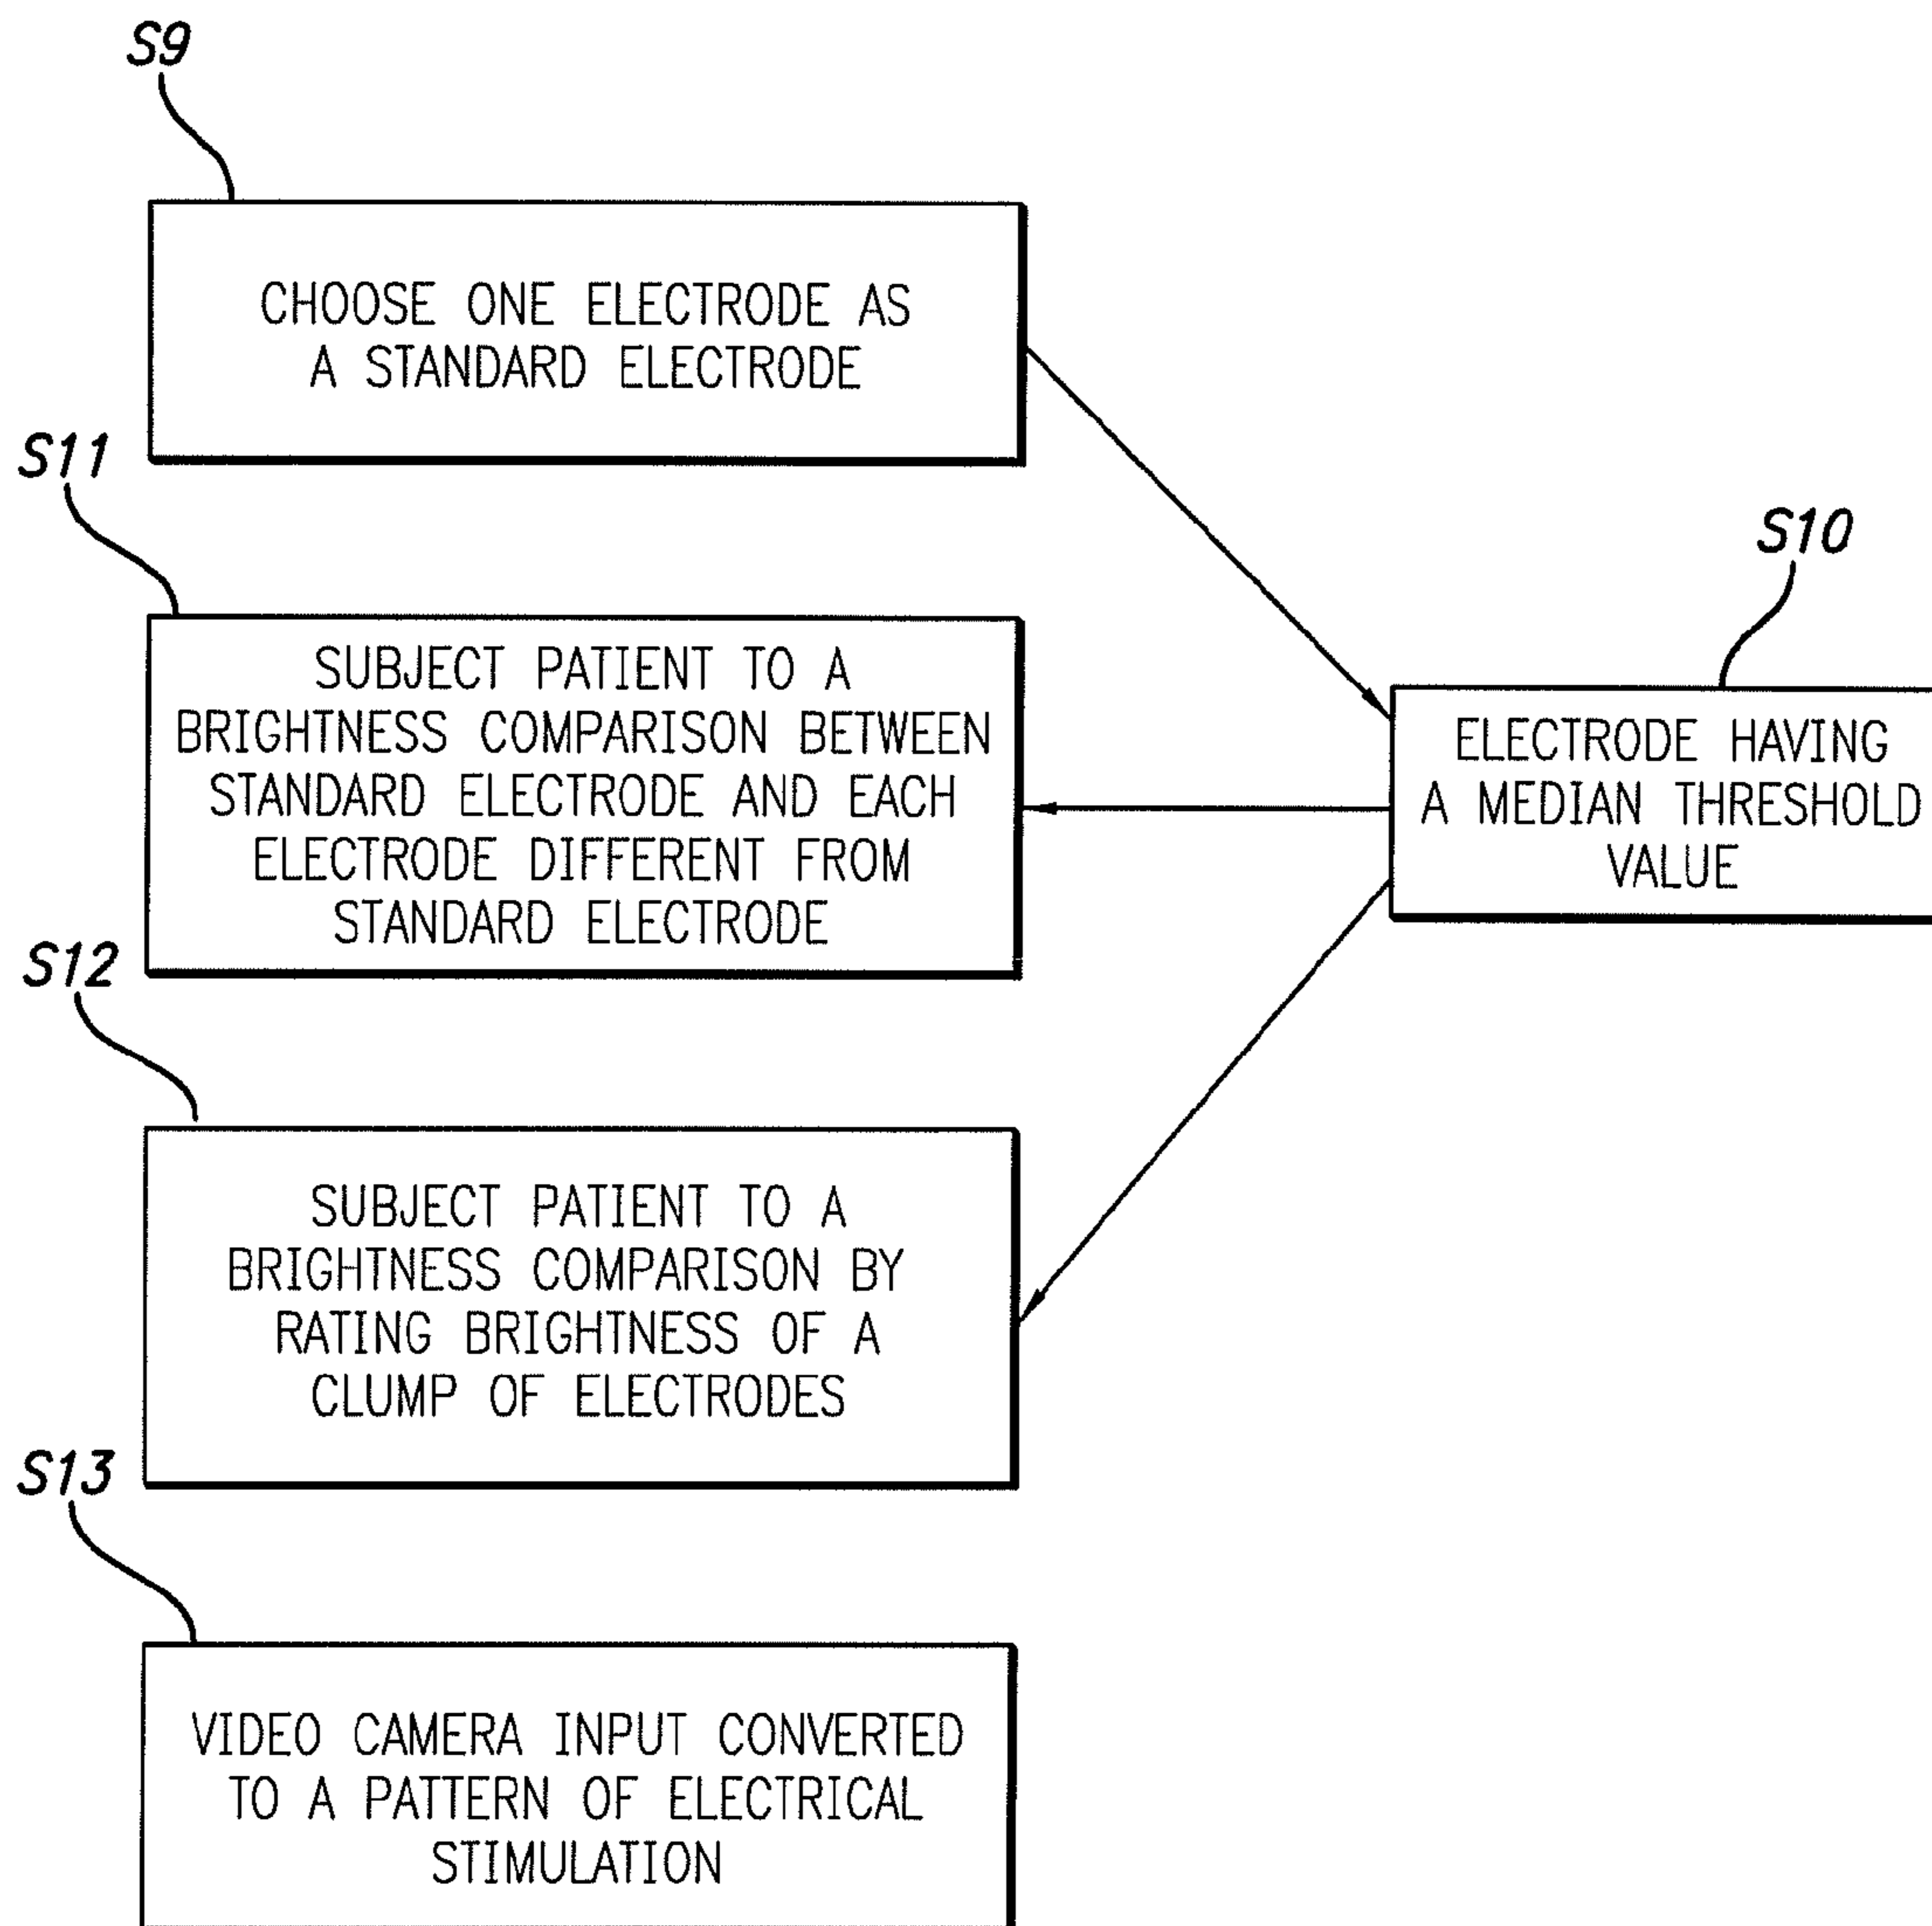 S9
CHOOSE ONE ELECTRODE AS
A STANDARD ELECTRODE
S10
ELECTRODE HAVING
A MEDIAN THRESHOLD
VALUE
S11
SUBJECT PATIENT TO A
BRIGHTNESS COMPARISON BETWEEN
STANDARD ELECTRODE AND EACH
ELECTRODE DIFFERENT FROM
STANDARD ELECTRODE
S12
SUBJECT PATIENT TO A
BRIGHTNESS COMPARISON BY
RATING BRIGHTNESS OF A
CLUMP OF ELECTRODES
S13
VIDEO CAMERA INPUT CONVERTED
TO A PATTERN OF ELECTRICAL
STIMULATION